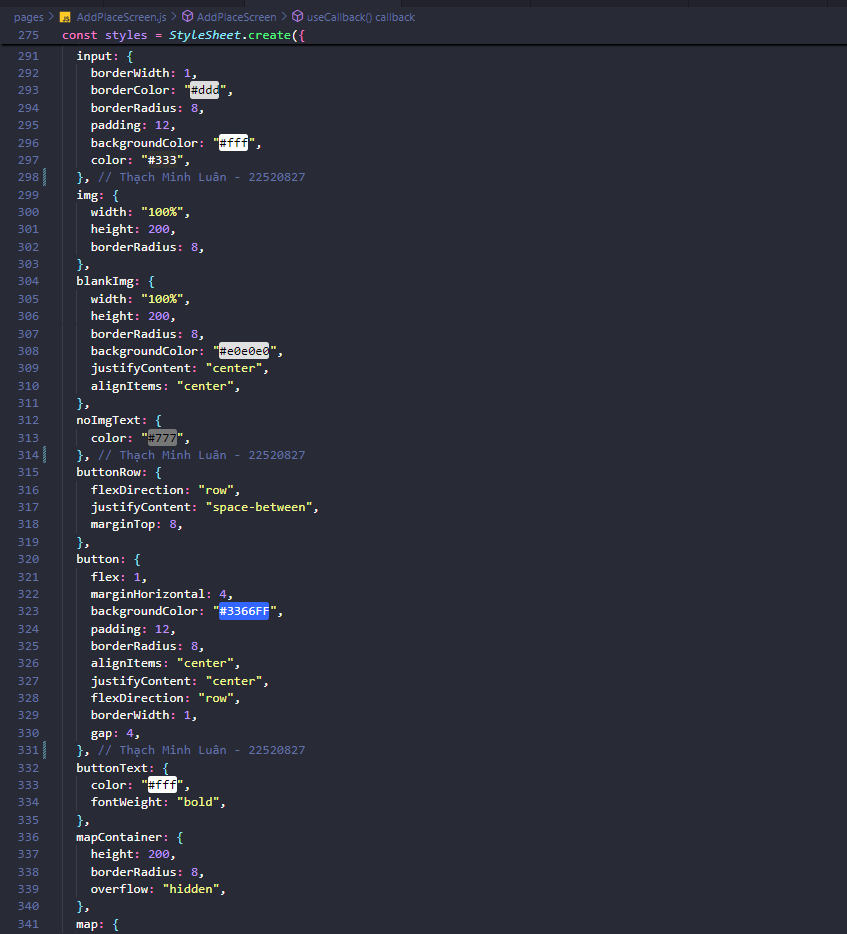 pages > JS AddPlaceScreen.js > AddPlaceScreen > useCallback() callback
275 const styles = StyleSheet.create({
291 input: {
292 borderWidth: 1,
293 borderColor: "#ddd",
294 borderRadius: 8,
295 padding: 12,
296 backgroundColor: "#fff",
297 color: "#333",
298 }, // Thạch Minh Luân - 22520827
299 img: {
300 width: "100%",
301 height: 200,
302 borderRadius: 8,
303 },
304 blankImg: {
305 width: "100%",
306 height: 200,
307 borderRadius: 8,
308 backgroundColor: "#e0e0e0",
309 justifyContent: "center",
310 alignItems: "center",
311 },
312 noImgText: {
313 color: "#777",
314 }, // Thạch Minh Luân - 22520827
315 buttonRow: {
316 flexDirection: "row",
317 justifyContent: "space-between",
318 marginTop: 8,
319 },
320 button: {
321 flex: 1,
322 marginHorizontal: 4,
323 backgroundColor: "#3366FF",
324 padding: 12,
325 borderRadius: 8,
326 alignItems: "center",
327 justifyContent: "center",
328 flexDirection: "row",
329 borderWidth: 1,
330 gap: 4,
331 }, // Thạch Minh Luân - 22520827
332 buttonText: {
333 color: "#fff",
334 fontWeight: "bold",
335 },
336 mapContainer: {
337 height: 200,
338 borderRadius: 8,
339 overflow: "hidden",
340 },
341 map: {